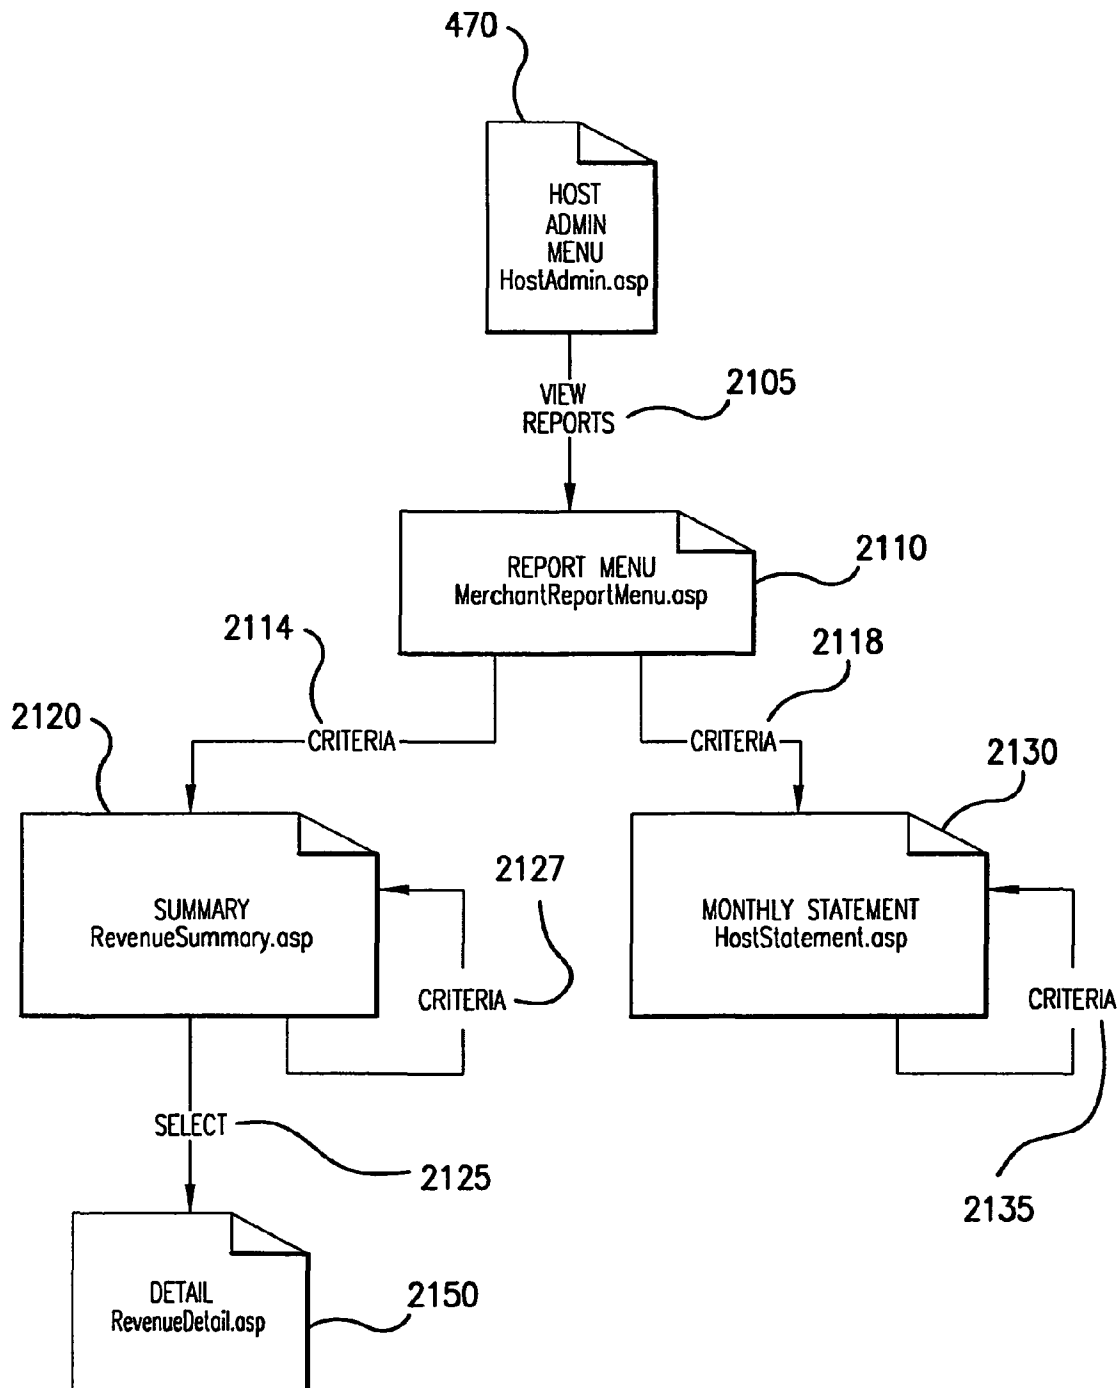 470
HOST
ADMIN
MENU
HostAdmin.asp
VIEW
REPORTS
2105
REPORT MENU
MerchantReportMenu.asp
2110
2114
2118
CRITERIA
CRITERIA
2120
2130
SUMMARY
RevenueSummary.asp
2127
CRITERIA
MONTHLY STATEMENT
HostStatement.asp
CRITERIA
SELECT
2125
2135
DETAIL
RevenueDetail.asp
2150